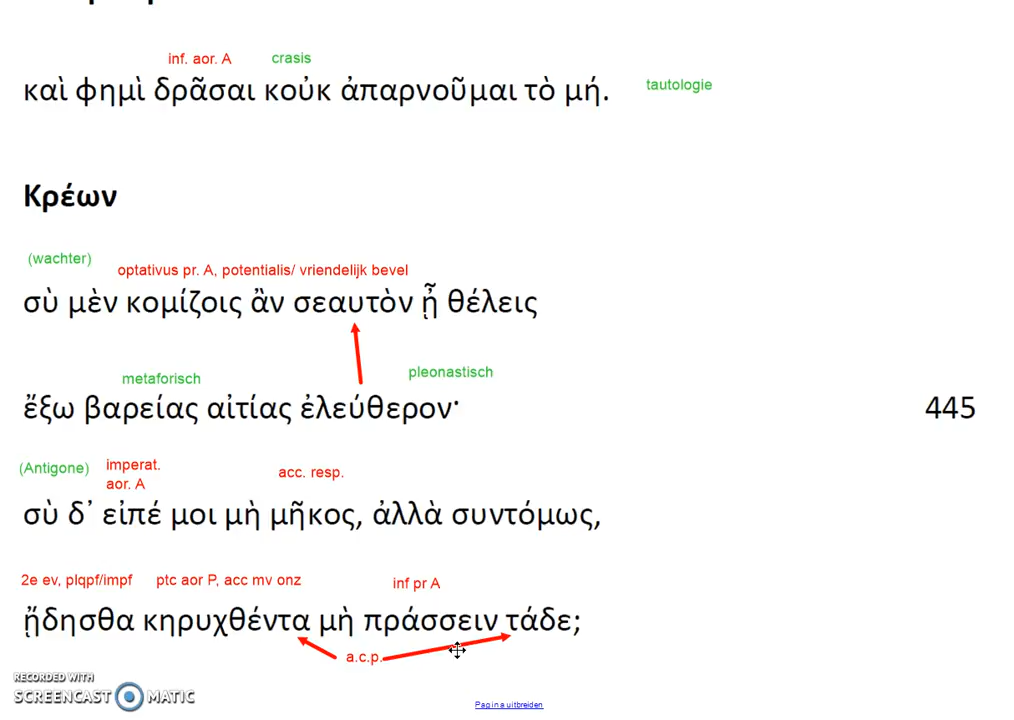 inf. aor. A crasis
καὶ φημὶ δρᾶσαι κοὐκ ἀπαρνοῦμαι τὸ μή. tautologie
Κρέων
(wachter) optativus pr. A, potentialis/ vriendelijk bevel
σὺ μὲν κομίζοις ἂν σεαυτὸν ᾗ θέλεις
metaforisch pleonastisch
ἔξω βαρείας αἰτίας ἐλεύθερον· 445
(Antigone) imperat. acc. resp.
aor. A
σὺ δ᾽ εἰπέ μοι μὴ μῆκος, ἀλλὰ συντόμως,
2e ev, plqpf/impf ptc aor P, acc mv onz inf pr A
ᾔδησθα κηρυχθέντα μὴ πράσσειν τάδε;
a.c.p.
RECORDED WITH
SCREENCAST MATIC
Pagina uitbreiden